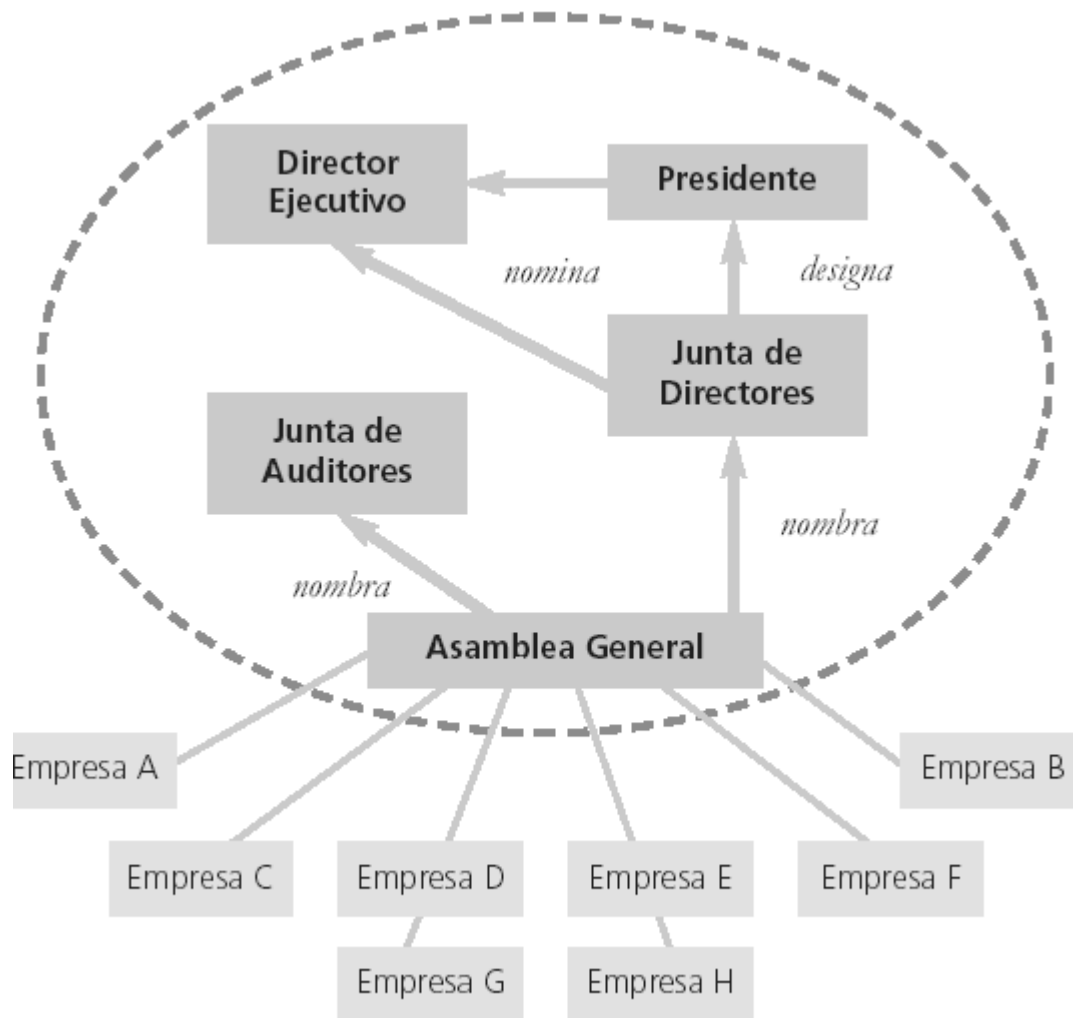 Director
Ejecutivo
Presidente
nomina
designa
Junta de
Directores
Junta de
Auditores
nombra
nombra
Asamblea General
Empresa A
Empresa B
Empresa C
Empresa D
Empresa E
Empresa F
Empresa G
Empresa H